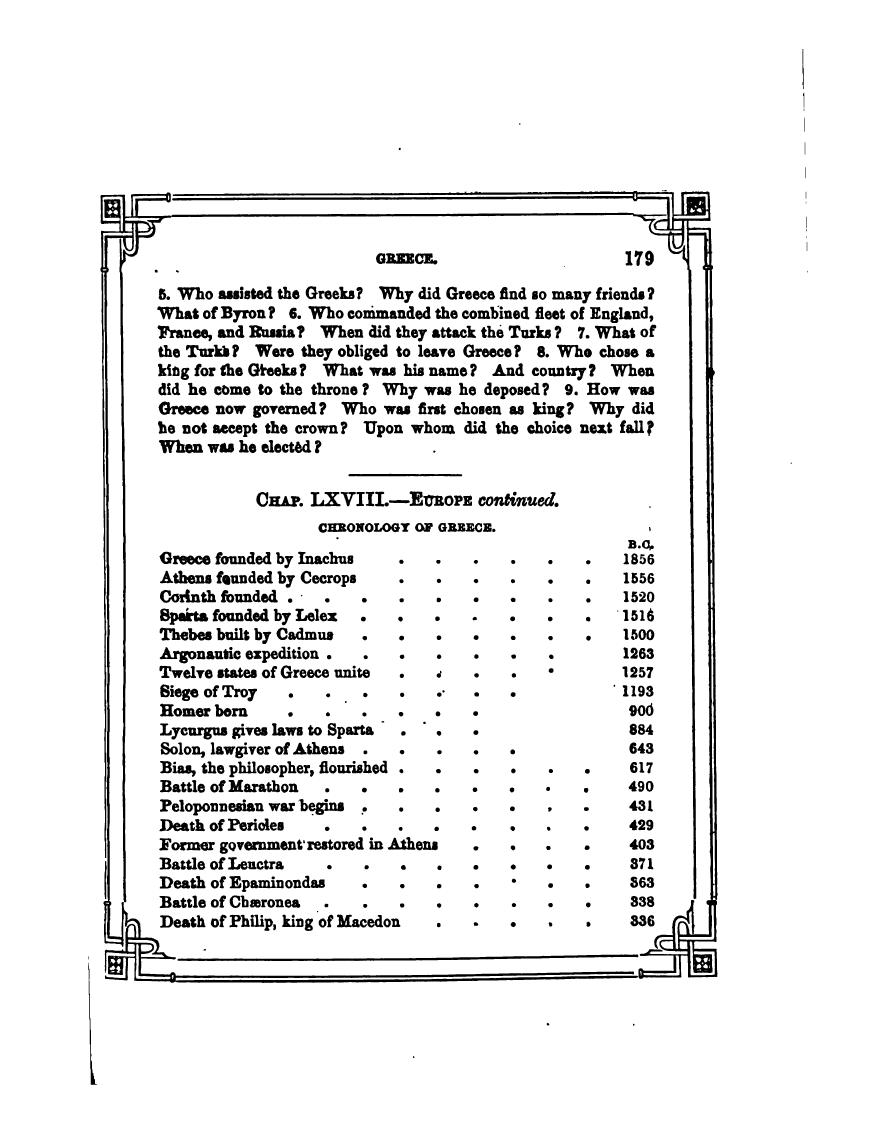 GREECE. 179
5. Who assisted the Greeks? Why did Greece find so many friends?
What of Byron? 6. Who commanded the combined fleet of England,
France, and Russia? When did they attack the Turks? 7. What of
the Turks? Were they obliged to leave Greece? 8. Who chose a
king for the Greeks? What was his name? And country? When
did he come to the throne? Why was he deposed? 9. How was
Greece now governed? Who was first chosen as king? Why did
he not accept the crown? Upon whom did the choice next fall?
When was he elected?
CHAP. LXVIII.—EUROPE continued.
CHRONOLOGY OF GREECE.
B.C.
Greece founded by Inachus . . . . . . 1856
Athens founded by Cecrops . . . . . . 1556
Corinth founded . . . . . . . . . 1520
Sparta founded by Lelex . . . . . . . 1516
Thebes built by Cadmus . . . . . . . 1500
Argonautic expedition . . . . . . . 1263
Twelve states of Greece unite . . . . . 1257
Siege of Troy . . . . . . . 1193
Homer born . . . . . . 900
Lycurgus gives laws to Sparta . . . 884
Solon, lawgiver of Athens . . . . . 643
Bias, the philosopher, flourished . . . . . . 617
Battle of Marathon . . . . . . . . 490
Peloponnesian war begins . . . . . . . 431
Death of Pericles . . . . . . . . 429
Former government restored in Athens . . . . 403
Battle of Leuctra . . . . . . . . 371
Death of Epaminondas . . . . . . . 363
Battle of Chæronea . . . . . . . . 338
Death of Philip, king of Macedon . . . . . 336